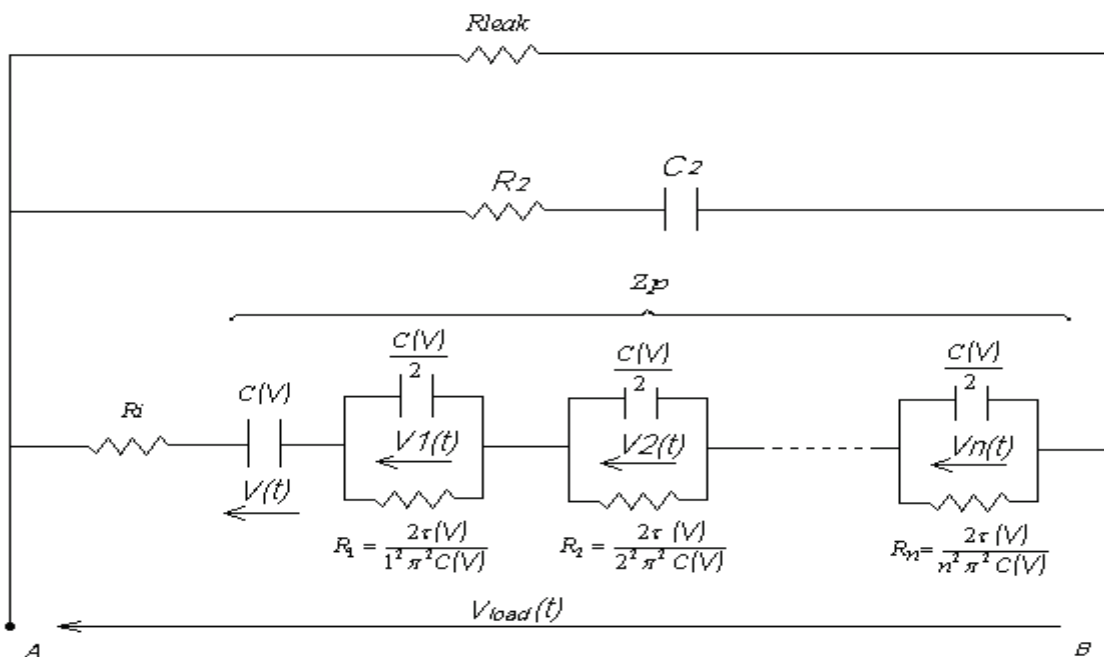 Rleak
R2
C2
Zp
Ri
C(V)
V(t)
C(V)/2
V1(t)
R₁ = 2τ(V)/1²π²C(V)
C(V)/2
V2(t)
R₂ = 2τ(V)/2²π²C(V)
C(V)/2
Vn(t)
Rn= 2τ(V)/n²π²C(V)
Vload(t)
A
B